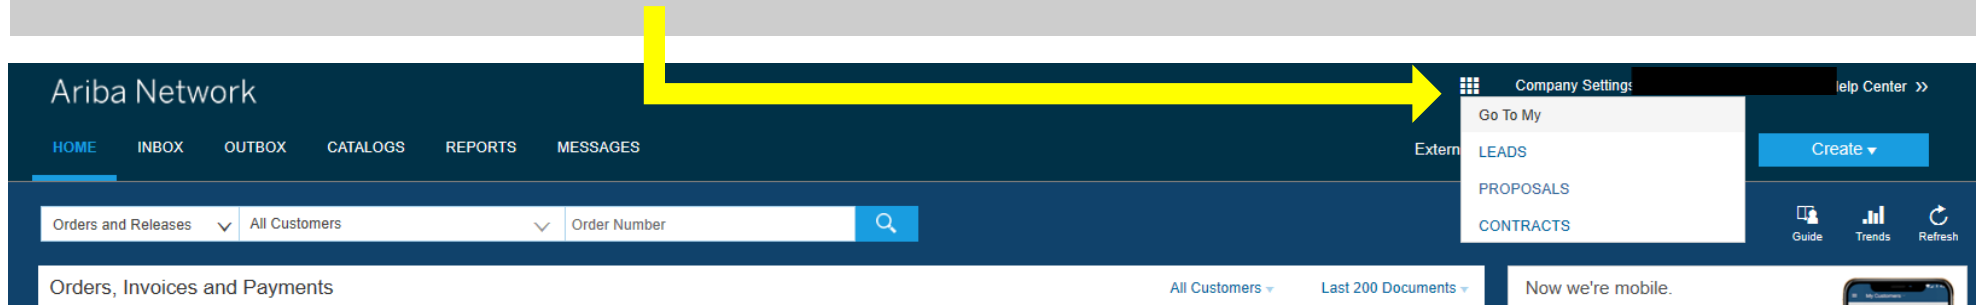 Ariba Network
Company Settings
Help Center »
Go To My
HOME INBOX OUTBOX CATALOGS REPORTS MESSAGES
LEADS
Create
PROPOSALS
Orders and Releases All Customers Order Number
CONTRACTS
Guide Trends Refresh
Orders, Invoices and Payments All Customers Last 200 Documents
Now we're mobile.